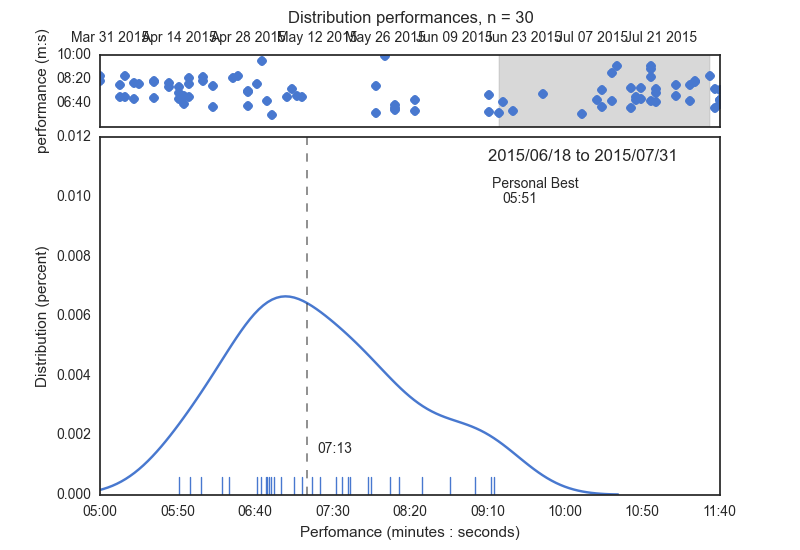 Distribution performances, n = 30
Mar 31 2015 Apr 14 2015 Apr 28 2015 May 12 2015 May 26 2015 Jun 09 2015 Jun 23 2015 Jul 07 2015 Jul 21 2015
performance (m:s)
10:00
08:20
06:40
0.012
0.010
0.008
0.006
0.004
0.002
0.000
Distribution (percent)
2015/06/18 to 2015/07/31
Personal Best
05:51
07:13
05:00 05:50 06:40 07:30 08:20 09:10 10:00 10:50 11:40
Perfomance (minutes : seconds)